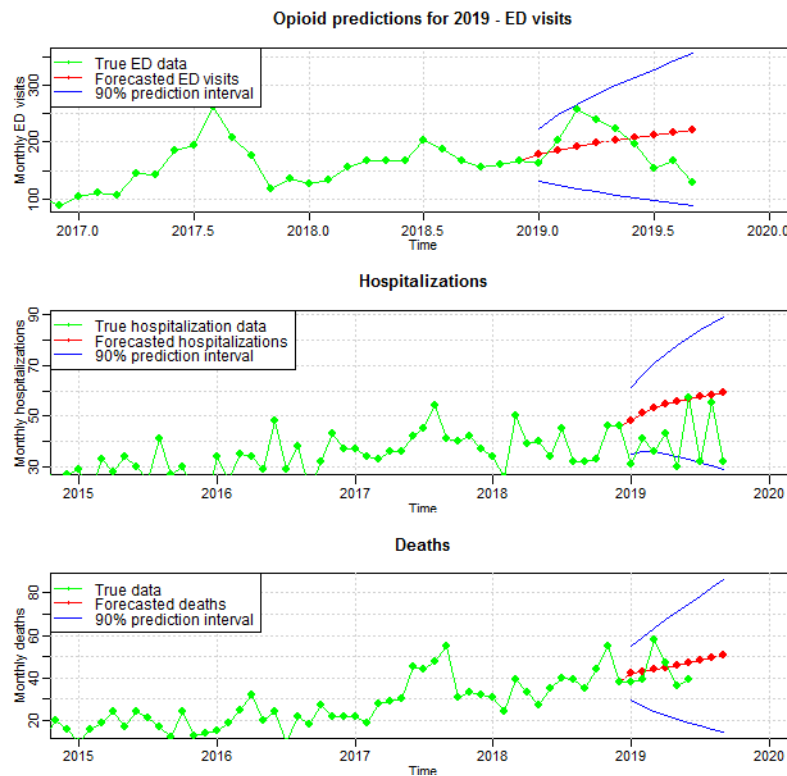 Opioid predictions for 2019 - ED visits
True ED data
Forecasted ED visits
90% prediction interval
Monthly ED visits
100 200 300
2017.0 2017.5 2018.0 2018.5 2019.0 2019.5 2020.0
Time
Hospitalizations
True hospitalization data
Forecasted hospitalizations
90% prediction interval
Monthly hospitalizations
30 50 70 90
2015 2016 2017 2018 2019 2020
Time
Deaths
True data
Forecasted deaths
90% prediction interval
Monthly deaths
20 40 60 80
2015 2016 2017 2018 2019 2020
Time